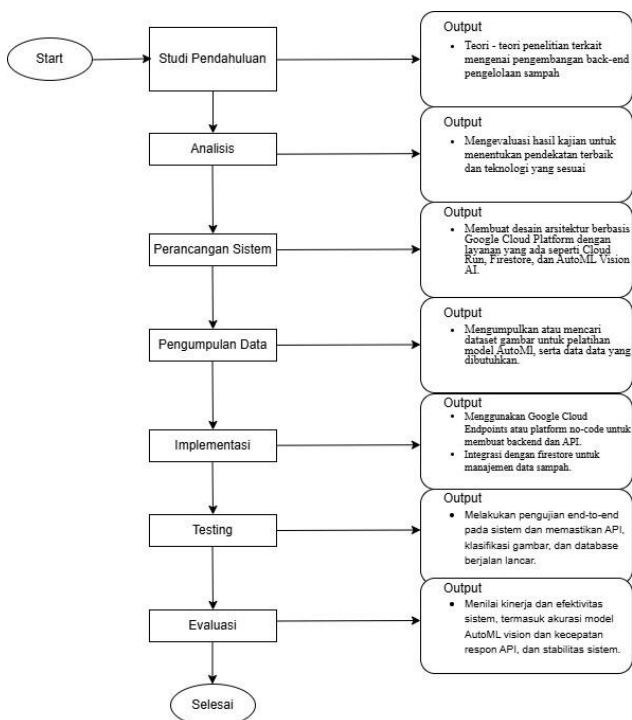 Start
Studi Pendahuluan
Output
• Teori - teori penelitian terkait
mengenai pengembangan back-end
pengelolaan sampah
Analisis
Output
• Mengevaluasi hasil kajian untuk
menentukan pendekatan terbaik
dan teknologi yang sesuai
Perancangan Sistem
Output
• Membuat desain arsitektur berbasis
Google Cloud Platform dengan
layanan yang ada seperti Cloud
Run, Firestore, dan AutoML Vision
AI.
Pengumpulan Data
Output
• Mengumpulkan atau mencari
dataset gambar untuk pelatihan
model AutoMl, serta data data yang
dibutuhkan.
Implementasi
Output
• Menggunakan Google Cloud
Endpoints atau platform no-code untuk
membuat backend dan API.
• Integrasi dengan firestore untuk
manajemen data sampah.
Testing
Output
• Melakukan pengujian end-to-end
pada sistem dan memastikan API,
klasifikasi gambar, dan database
berjalan lancar.
Evaluasi
Output
• Menilai kinerja dan efektivitas
sistem, termasuk akurasi model
AutoML vision dan kecepatan
respon API, dan stabilitas sistem.
Selesai